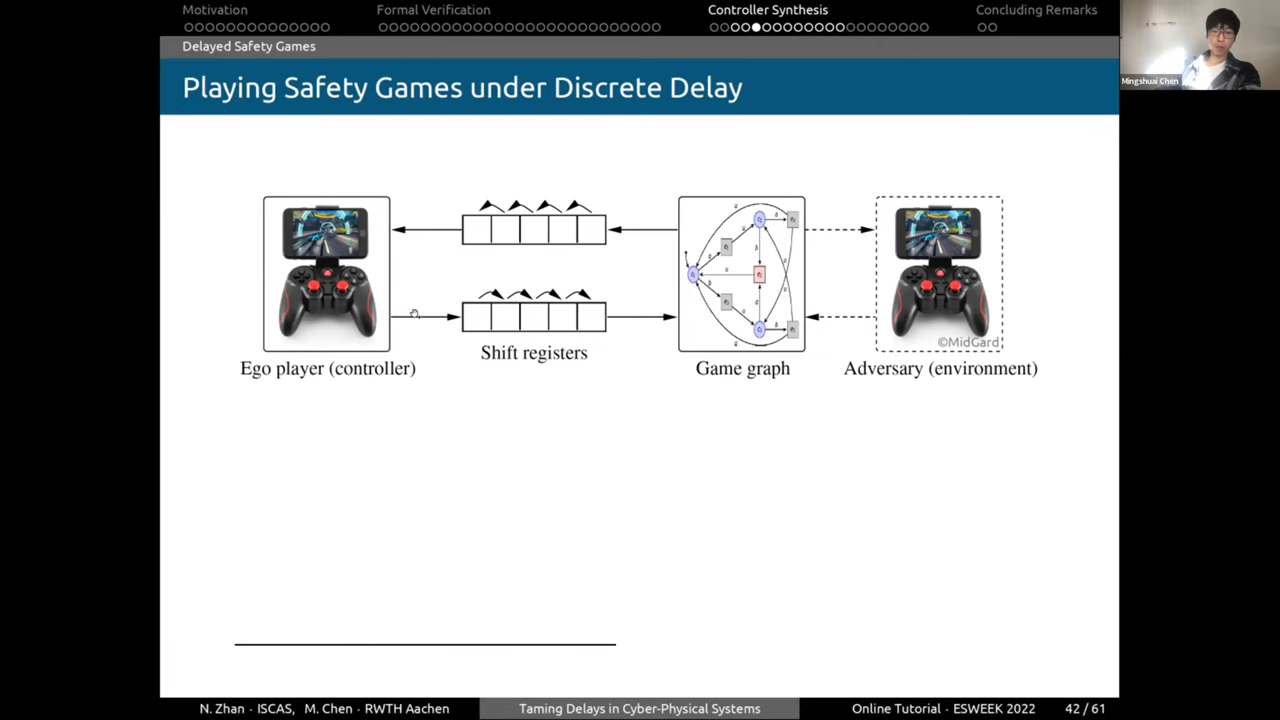 Motivation
Formal Verification
Controller Synthesis
Concluding Remarks
Delayed Safety Games
Playing Safety Games under Discrete Delay
Mingshuai Chen
©MidGard
Shift registers
Ego player (controller)
Game graph
Adversary (environment)
N. Zhan · ISCAS, M. Chen · RWTH Aachen
Taming Delays in Cyber-Physical Systems
Online Tutorial · ESWEEK 2022
42 / 61